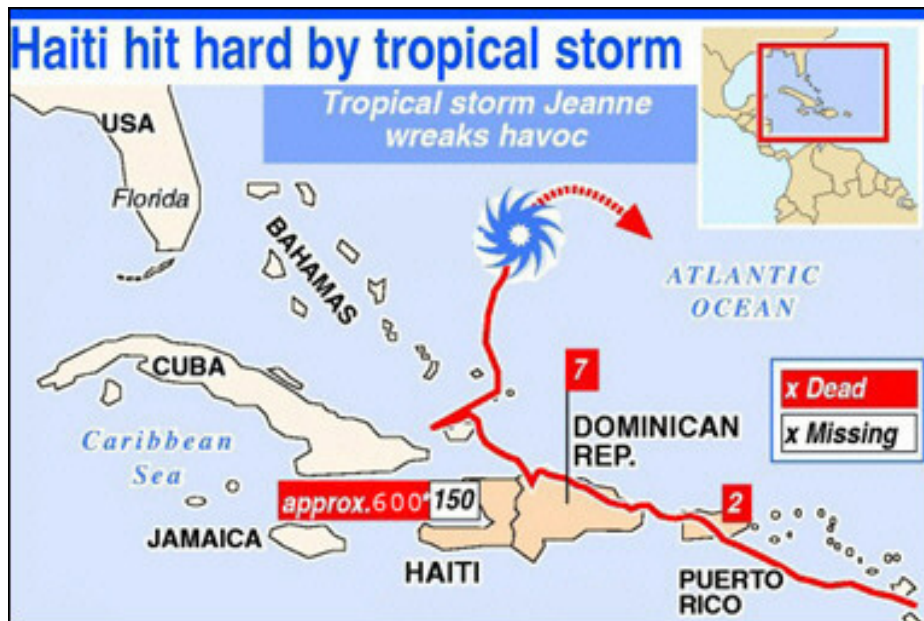 Haiti hit hard by tropical storm
Tropical storm Jeanne
wreaks havoc
USA
Florida
BAHAMAS
ATLANTIC
OCEAN
CUBA
7
x Dead
x Missing
Caribbean
Sea
DOMINICAN
REP.
approx.600*
150
2
JAMAICA
HAITI
PUERTO
RICO